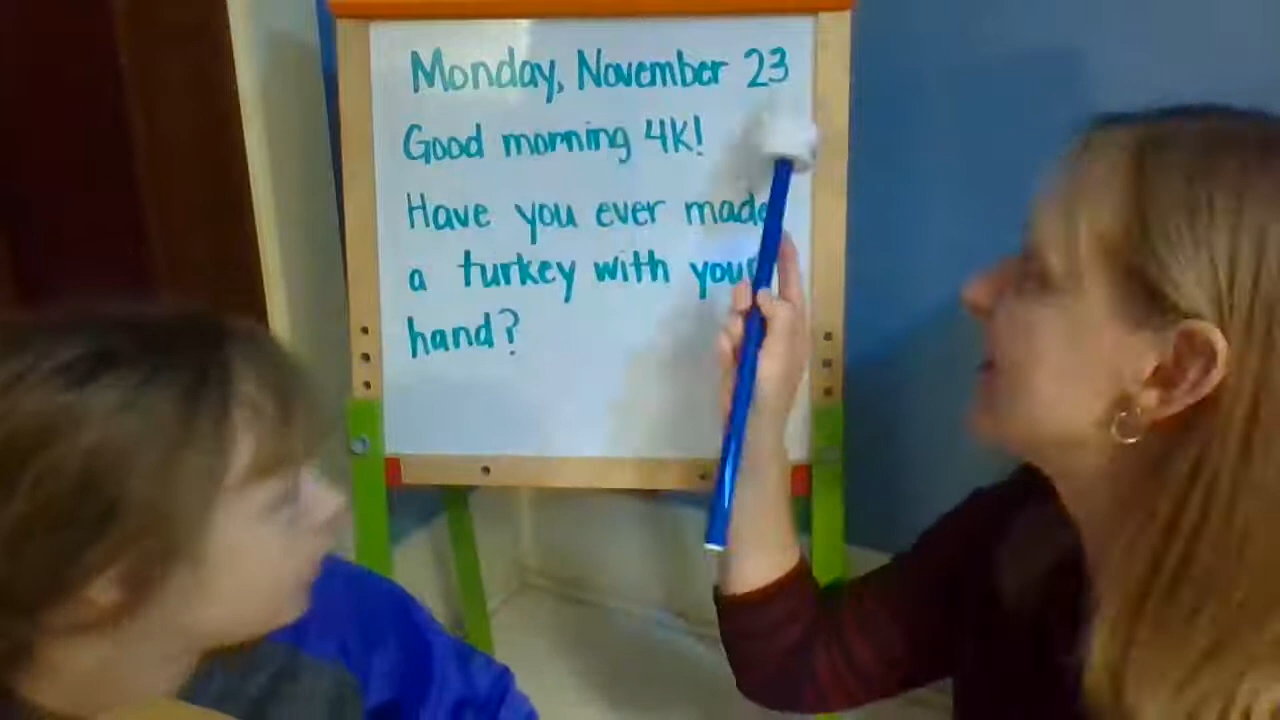 Monday, November 23
Good morning 4K!
Have you ever made
a turkey with your
hand?